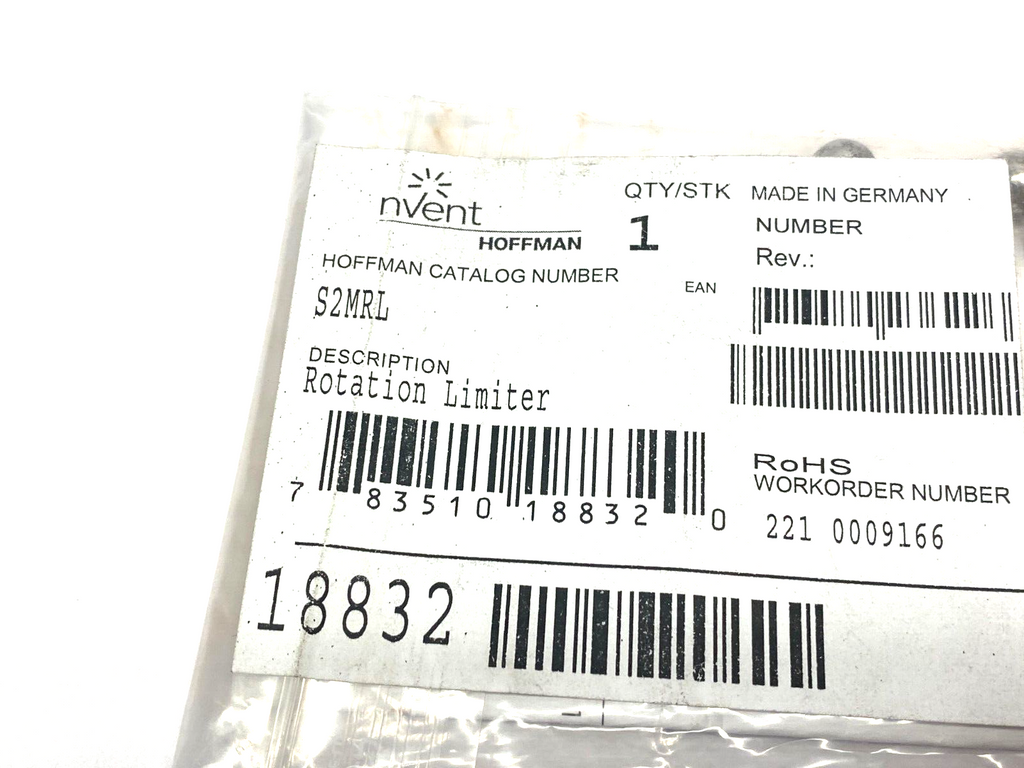 nVent
HOFFMAN
QTY/STK
1
MADE IN GERMANY
NUMBER
Rev.:
HOFFMAN CATALOG NUMBER
S2MRL
EAN
DESCRIPTION
Rotation Limiter
7 83510 18832 0
RoHS
WORKORDER NUMBER
221 0009166
18832